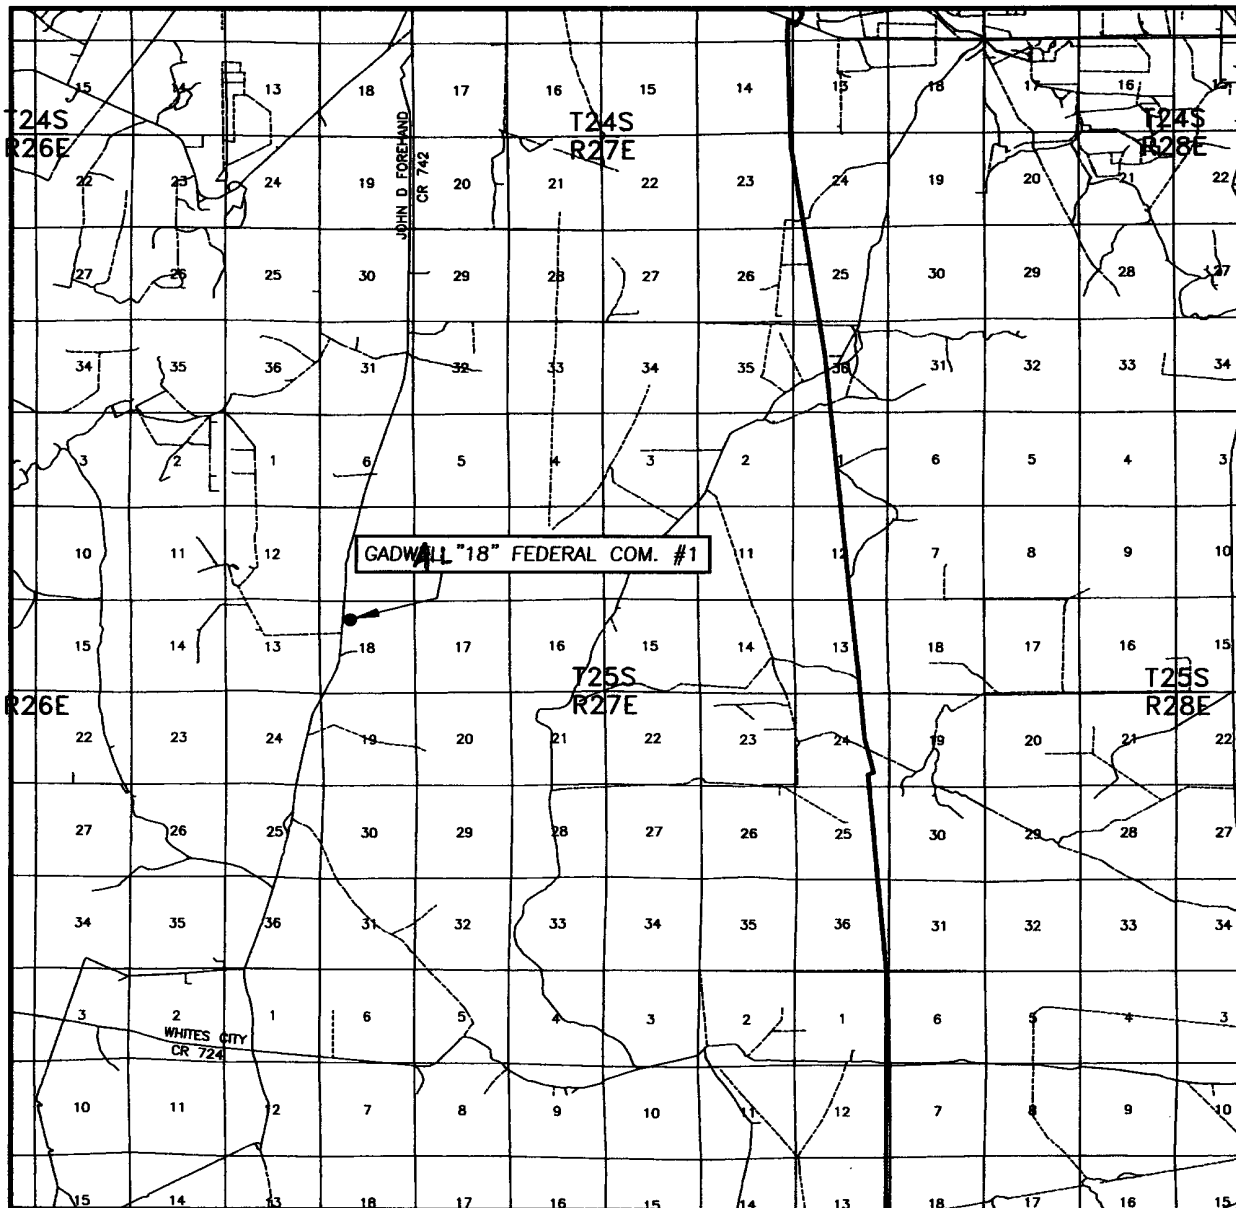 15 14 13 18 17 16 15 14 13 18 17 16 15
T24S T24S T24S
R26E R27E R28E
JOHN D FOREHAND
CR 742
22 23 24 19 20 21 22 23 24 19 20 21 22
27 26 25 30 29 28 27 26 25 30 29 28 27
34 35 36 31 32 33 34 35 36 31 32 33 34
3 2 1 6 5 4 3 2 1 6 5 4 3
10 11 12 11 12 7 8 9 10
GADWALL "18" FEDERAL COM. #1
15 14 13 18 17 16 15 14 13 18 17 16 15
T25S T25S
R26E R27E R28E
22 23 24 19 20 21 22 23 24 19 20 21 22
27 26 25 30 29 28 27 26 25 30 29 28 27
34 35 36 31 32 33 34 35 36 31 32 33 34
3 2 1 6 5 4 3 2 1 6 5 4 3
WHITES CITY
CR 724
10 11 12 7 8 9 10 11 12 7 8 9 10
15 14 13 18 17 16 15 14 13 18 17 16 15